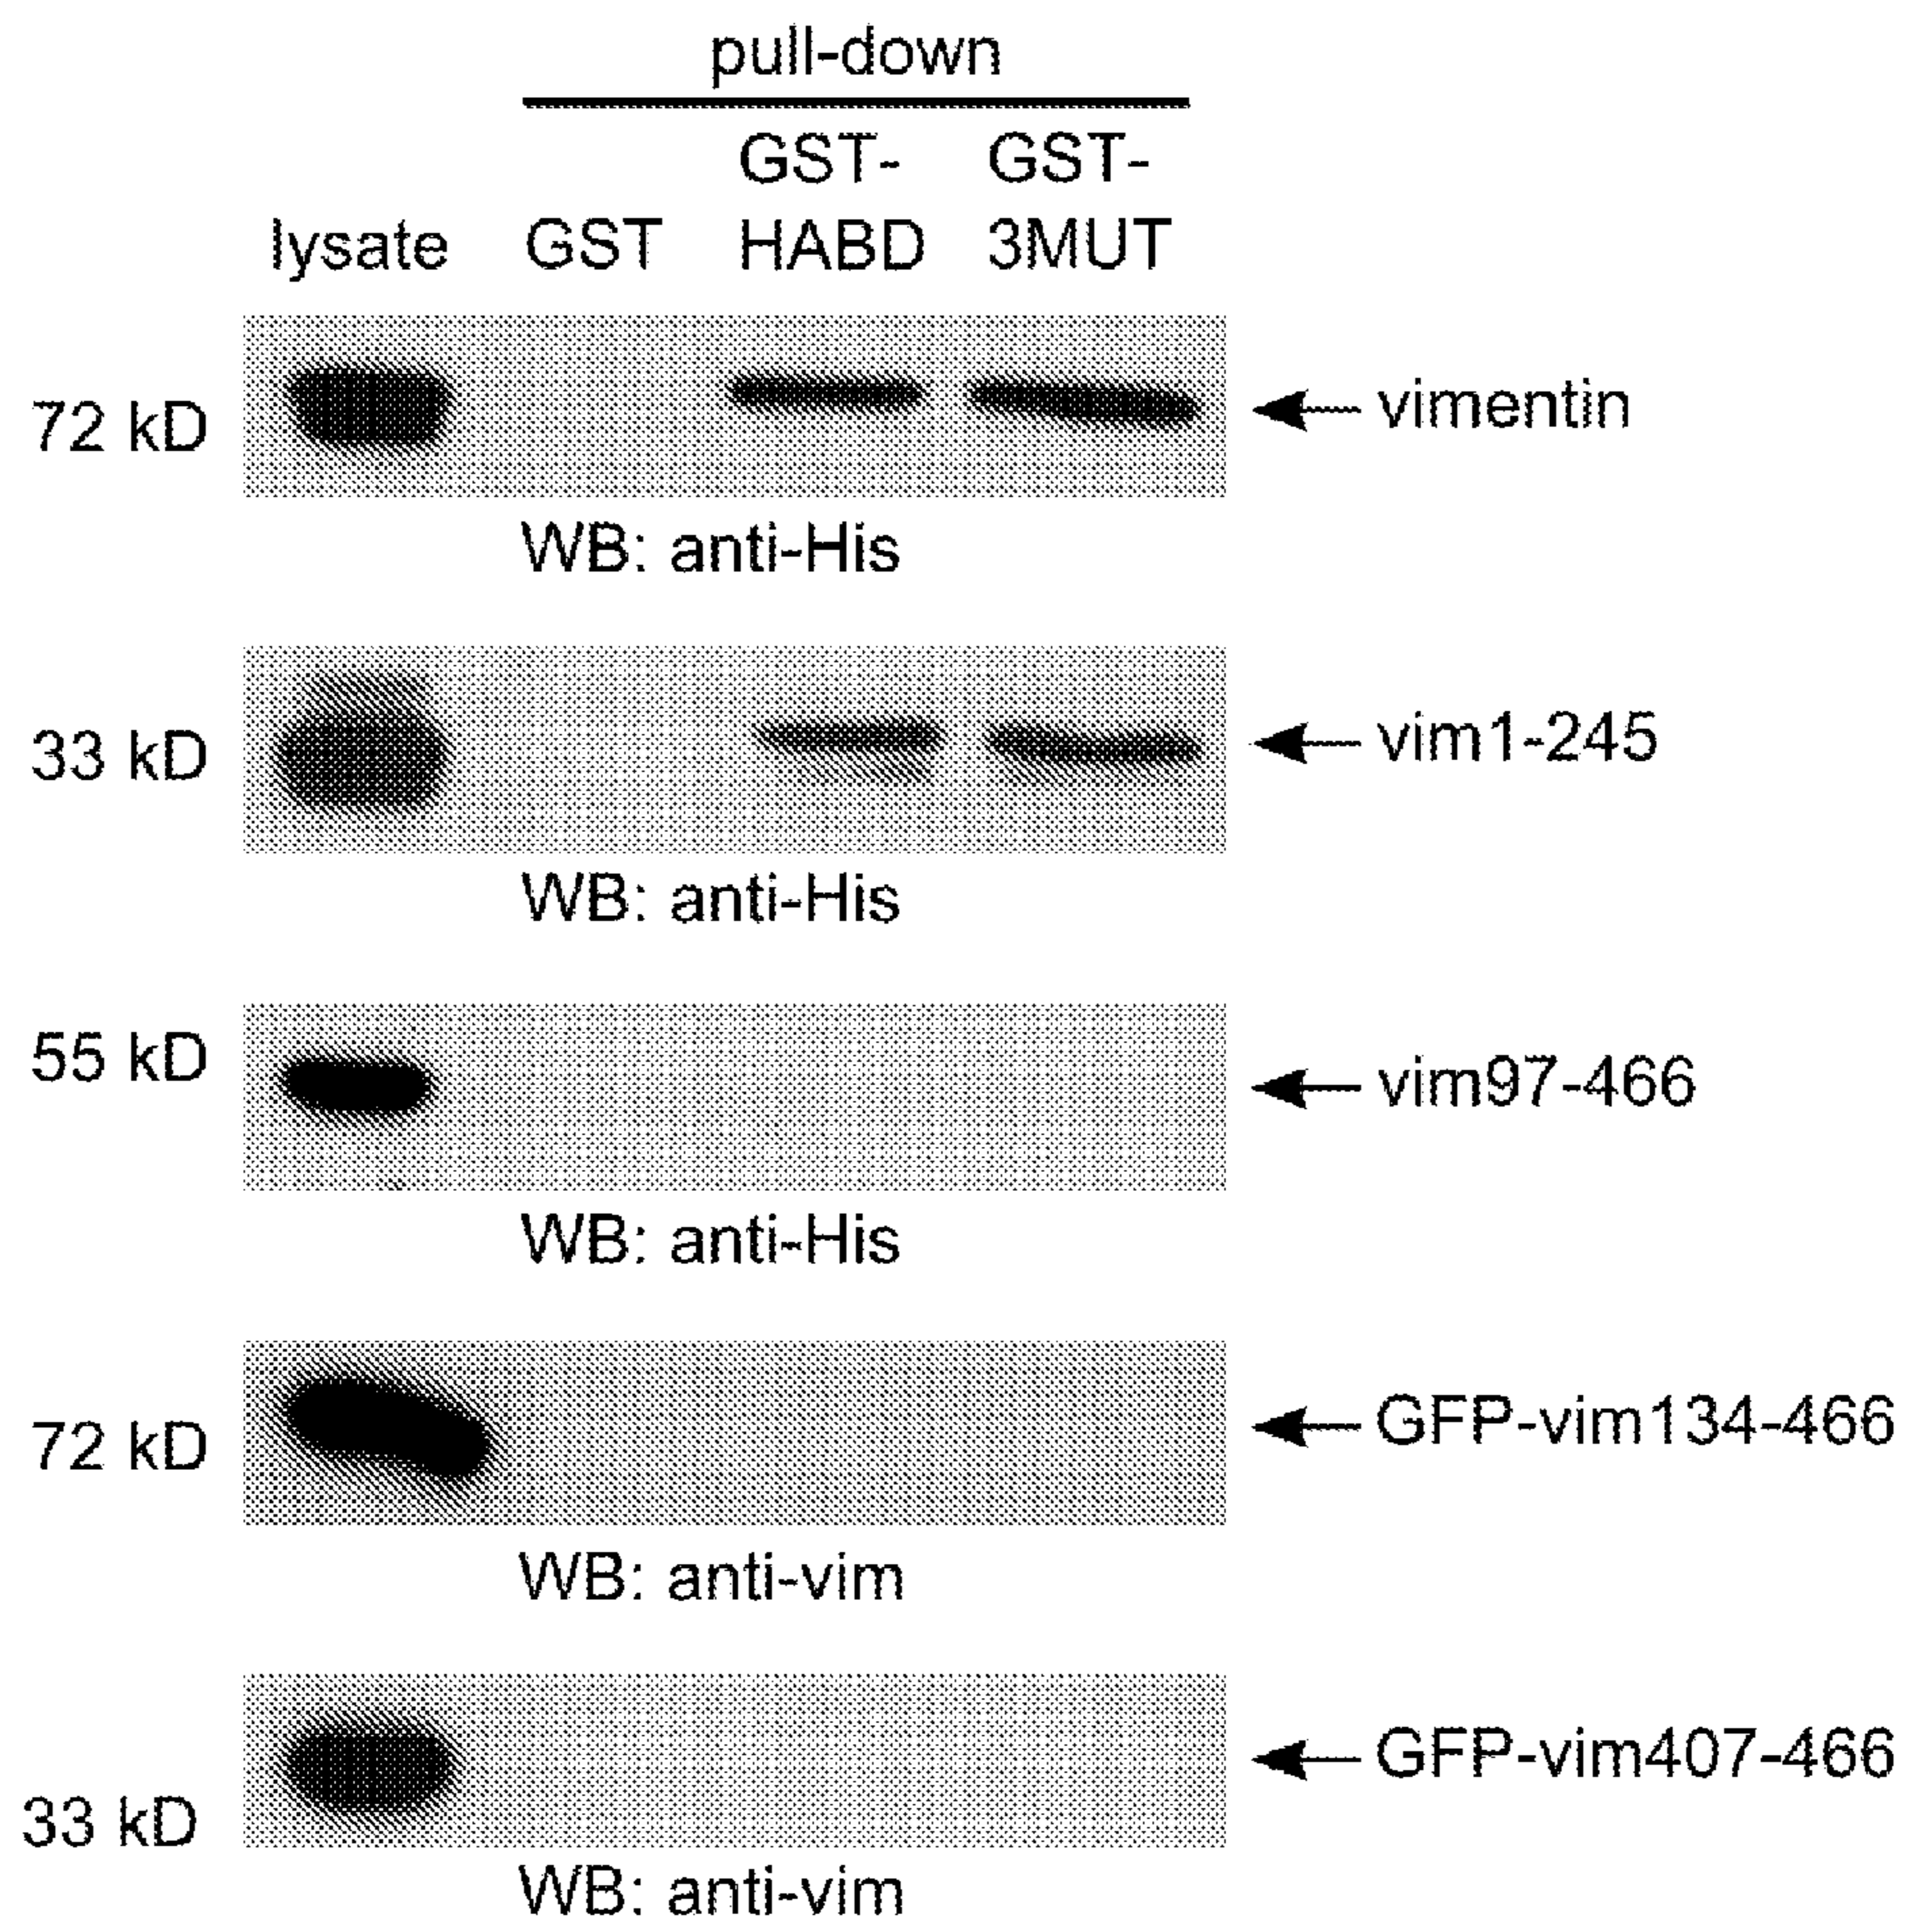 pull-down
GST- GST-
lysate GST HABD 3MUT
72 kD vimentin
WB: anti-His
33 kD vim1-245
WB: anti-His
55 kD vim97-466
WB: anti-His
72 kD GFP-vim134-466
WB: anti-vim
33 kD GFP-vim407-466
WB: anti-vim